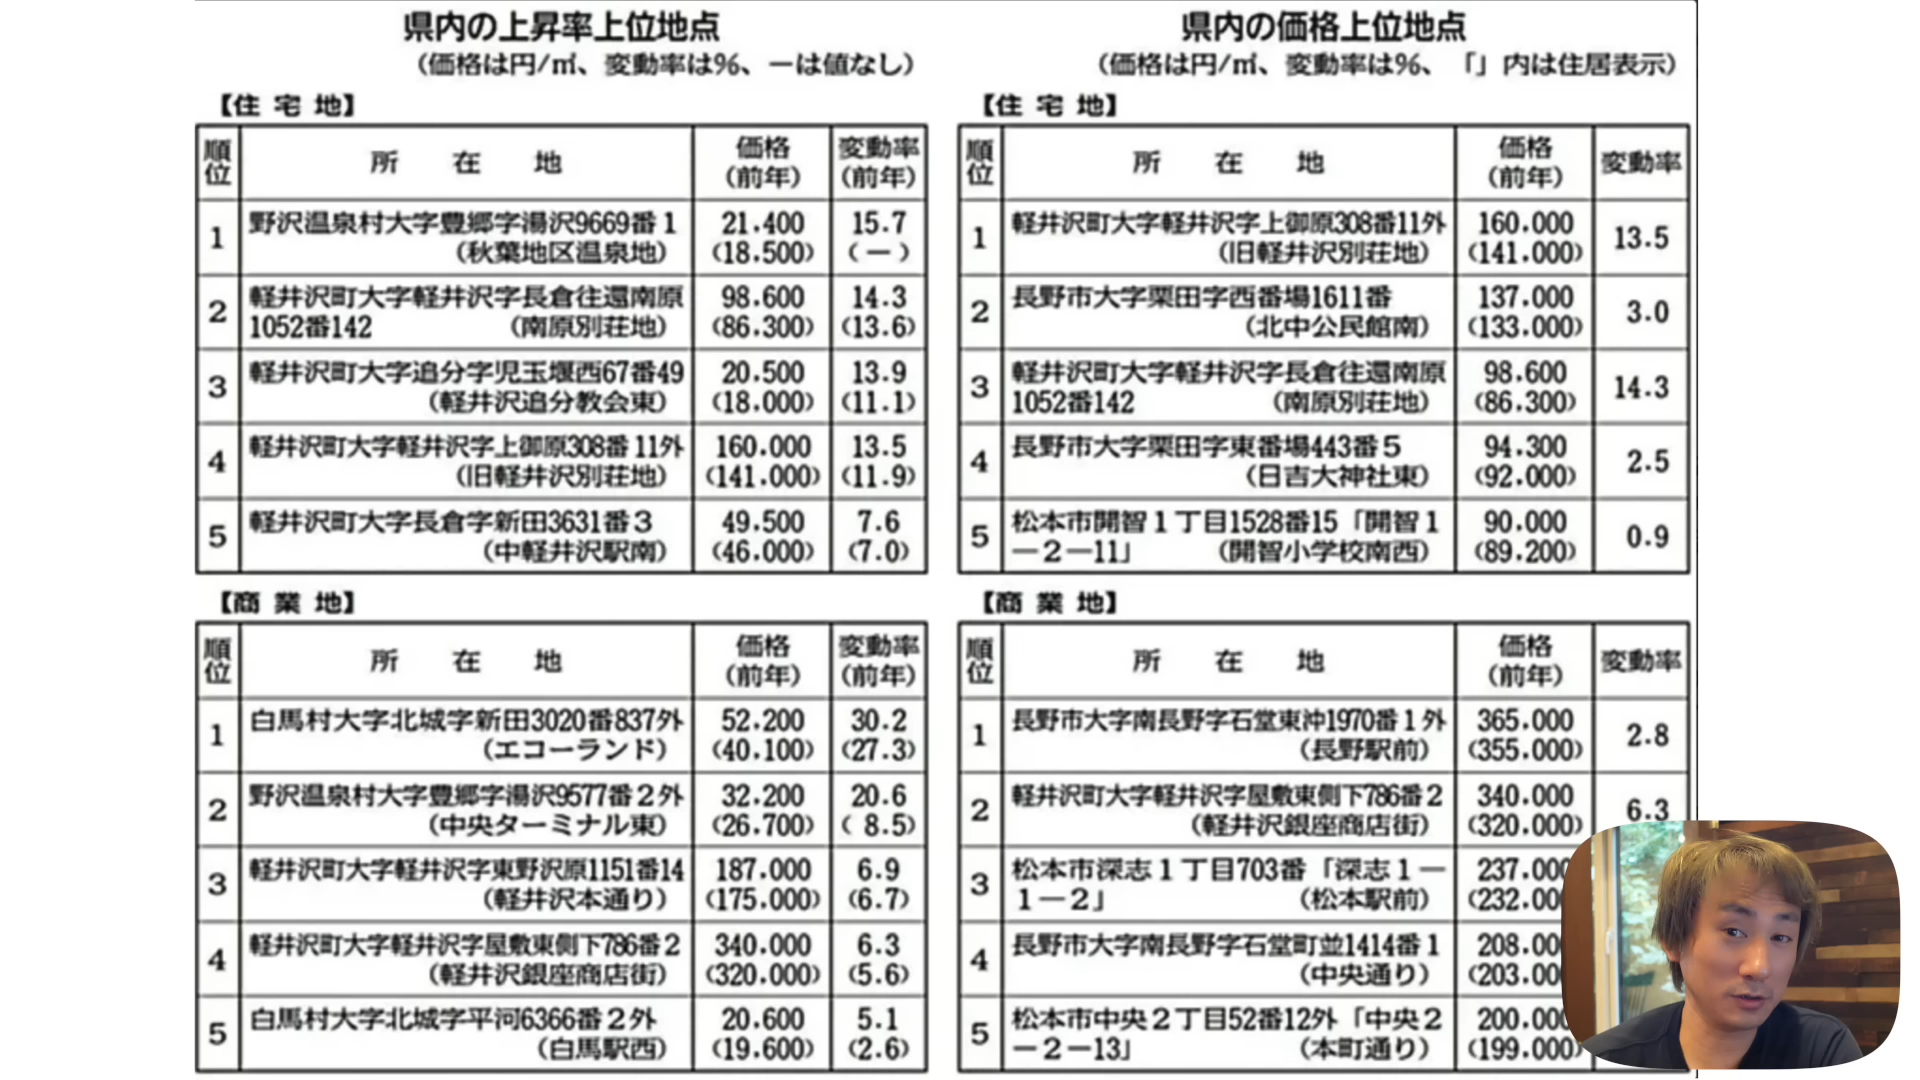 県内の上昇率上位地点
(価格は円/㎡、変動率は%、ーは値なし)
【住宅地】
順位 所在地 価格(前年) 変動率(前年)
1 野沢温泉村大字豊郷字湯沢9669番1 21.400 15.7
(秋葉地区温泉地) (18.500) (ー)
2 軽井沢町大字軽井沢字長倉往還南原 98.600 14.3
1052番142 (南原別荘地) (86.300) (13.6)
3 軽井沢町大字追分字児玉堰西67番49 20.500 13.9
(軽井沢追分教会東) (18.000) (11.1)
4 軽井沢町大字軽井沢字上御原308番11外 160.000 13.5
(旧軽井沢別荘地) (141.000) (11.9)
5 軽井沢町大字長倉字新田3631番3 49.500 7.6
(中軽井沢駅南) (46.000) (7.0)
【商業地】
順位 所在地 価格(前年) 変動率(前年)
1 白馬村大字北城字新田3020番837外 52.200 30.2
(エコーランド) (40.100) (27.3)
2 野沢温泉村大字豊郷字湯沢9577番2外 32.200 20.6
(中央ターミナル東) (26.700) (8.5)
3 軽井沢町大字軽井沢字東野沢原1151番14 187.000 6.9
(軽井沢本通り) (175.000) (6.7)
4 軽井沢町大字軽井沢字屋敷東側下786番2 340.000 6.3
(軽井沢銀座商店街) (320.000) (5.6)
5 白馬村大字北城字平河6366番2外 20.600 5.1
(白馬駅西) (19.600) (2.6)
県内の価格上位地点
(価格は円/㎡、変動率は%、「」内は住居表示)
【住宅地】
順位 所在地 価格(前年) 変動率
1 軽井沢町大字軽井沢字上御原308番11外 160.000 13.5
(旧軽井沢別荘地) (141.000)
2 長野市大字栗田字西番場1611番 137.000 3.0
(北中公民館南) (133.000)
3 軽井沢町大字軽井沢字長倉往還南原 98.600 14.3
1052番142 (南原別荘地) (86.300)
4 長野市大字栗田字東番場443番5 94.300 2.5
(日吉大神社東) (92.000)
5 松本市開智1丁目1528番15「開智1 90.000 0.9
ー2ー11」 (開智小学校南西) (89.200)
【商業地】
順位 所在地 価格(前年) 変動率
1 長野市大字南長野字石堂東沖1970番1外 365.000 2.8
(長野駅前) (355.000)
2 軽井沢町大字軽井沢字屋敷東側下786番2 340.000 6.3
(軽井沢銀座商店街) (320.000)
3 松本市深志1丁目703番「深志1ー 237.00
1ー2」 (松本駅前) (232.00
4 長野市大字南長野字石堂町並1414番1 208.00
(中央通り) (203.00
5 松本市中央2丁目52番12外「中央2 200.00
ー2ー13」 (本町通り) (199.000)